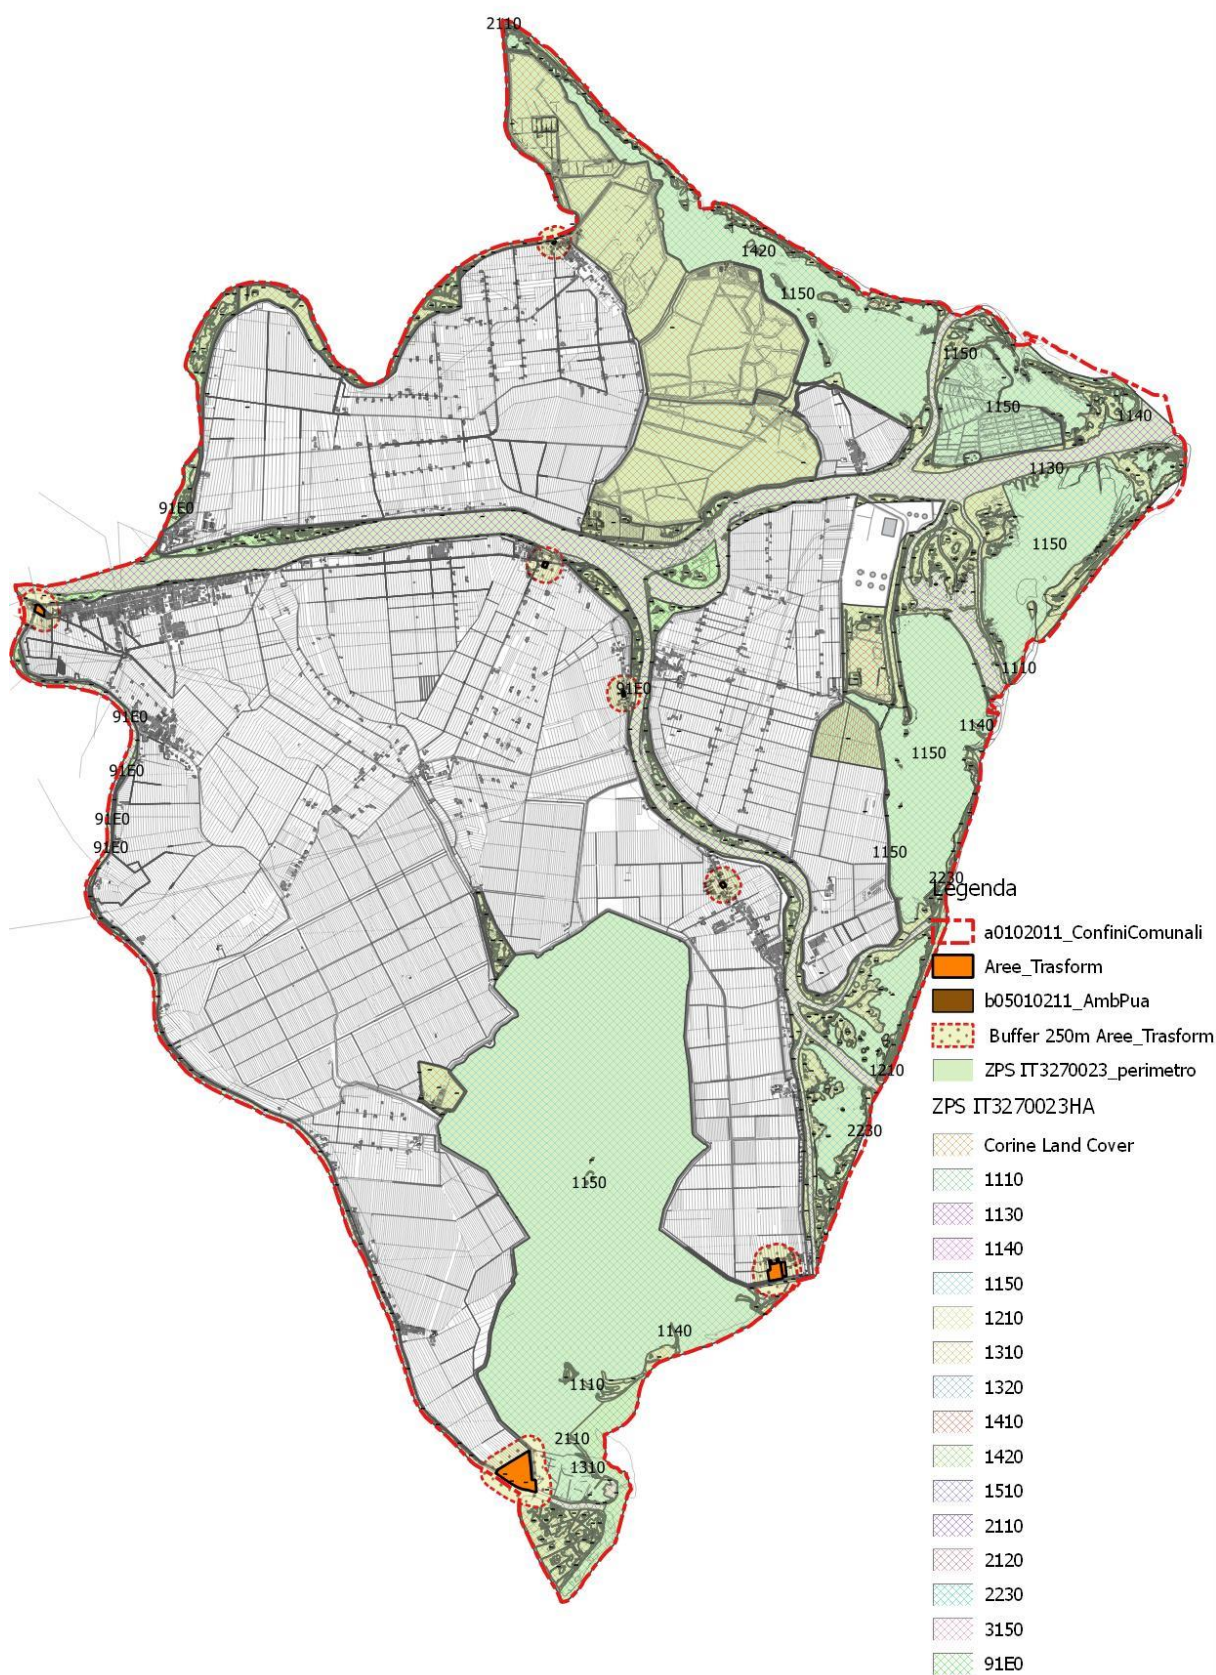 2110
1420
1150
1150
1150
1140
1130
91E0
1150
1110
91E0
91E0
1140
1150
91E0
91E0
91E0
1150
2230
Legenda
a0102011_ConfiniComunali
Aree_Trasform
b05010211_AmbPua
Buffer 250m Aree_Trasform
1210
ZPS IT3270023_perimetro
ZPS IT3270023HA
2230
Corine Land Cover
1150
1110
1130
1140
1150
1210
1310
1140
1320
1110
1410
2110
1420
1310
1510
2110
2120
2230
3150
91E0